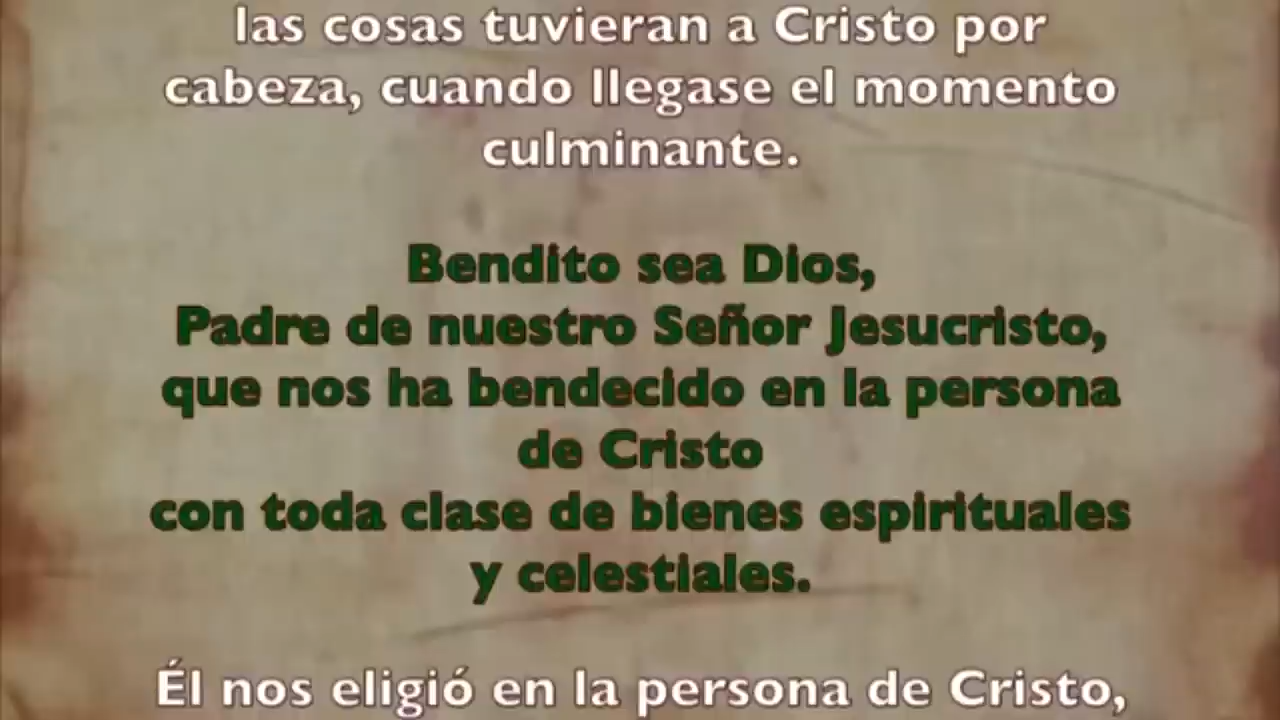 las cosas tuvieran a Cristo por
cabeza, cuando llegase el momento
culminante.
Bendito sea Dios,
Padre de nuestro Señor Jesucristo,
que nos ha bendecido en la persona
de Cristo
con toda clase de bienes espirituales
y celestiales.
Él nos eligió en la persona de Cristo,